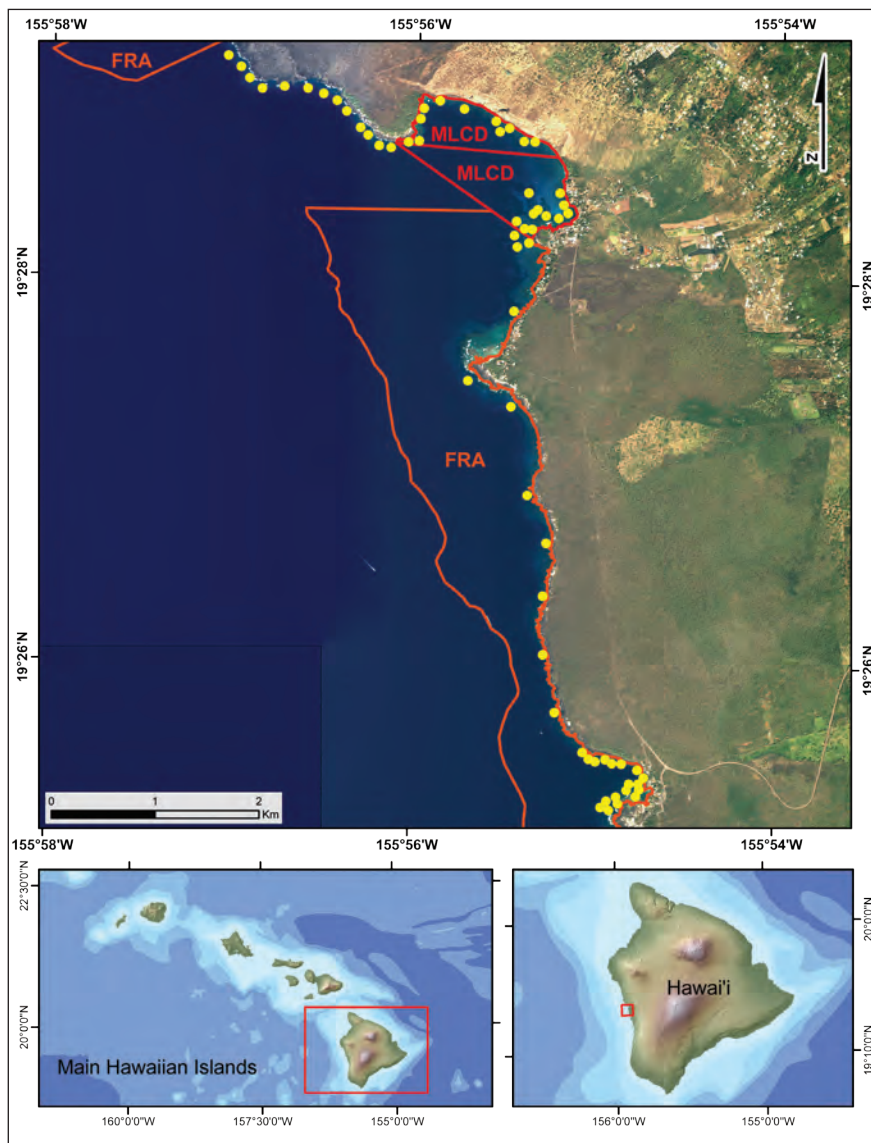 155°58'W 155°56'W 155°54'W
FRA
MLCD
N
MLCD
19°28'N 19°28'N
FRA
19°26'N 19°26'N
0 1 2
Km
155°58'W 155°56'W 155°54'W
22°30'0"N
20°0'0"N
Hawai'i
20°0'0"N
19°10'0"N
Main Hawaiian Islands
160°0'0"W 157°30'0"W 155°0'0"W 156°0'0"W 155°0'0"W